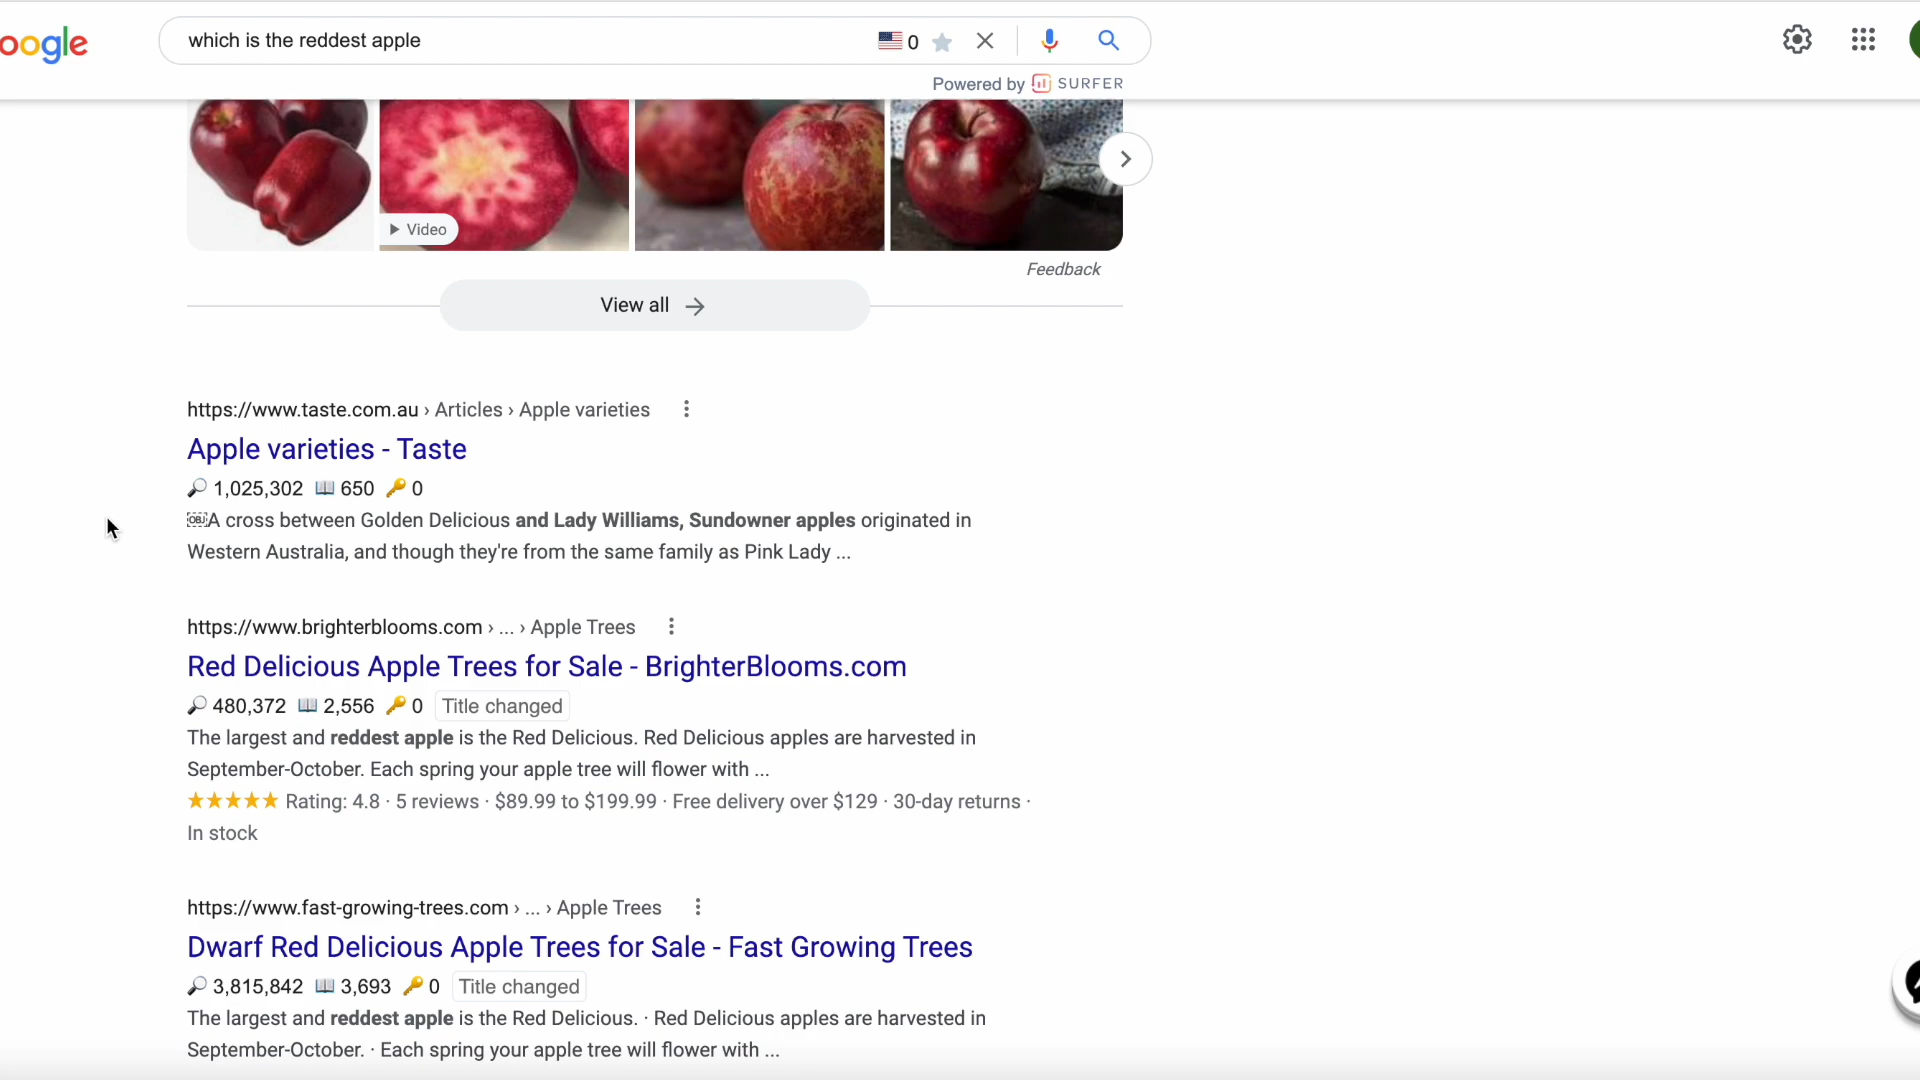 oogle
which is the reddest apple
0
Powered by SURFER
Video
Feedback
View all
https://www.taste.com.au › Articles › Apple varieties
Apple varieties - Taste
1,025,302 650 0
A cross between Golden Delicious and Lady Williams, Sundowner apples originated in
Western Australia, and though they're from the same family as Pink Lady ...
https://www.brighterblooms.com › ... › Apple Trees
Red Delicious Apple Trees for Sale - BrighterBlooms.com
480,372 2,556 0 Title changed
The largest and reddest apple is the Red Delicious. Red Delicious apples are harvested in
September-October. Each spring your apple tree will flower with ...
Rating: 4.8 · 5 reviews · $89.99 to $199.99 · Free delivery over $129 · 30-day returns ·
In stock
https://www.fast-growing-trees.com › ... › Apple Trees
Dwarf Red Delicious Apple Trees for Sale - Fast Growing Trees
3,815,842 3,693 0 Title changed
The largest and reddest apple is the Red Delicious. · Red Delicious apples are harvested in
September-October. · Each spring your apple tree will flower with ...